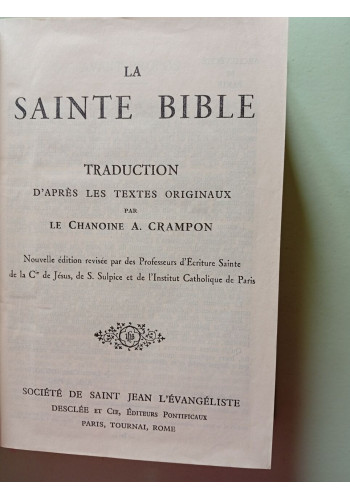 LA
SAINTE BIBLE
TRADUCTION
D'APRÈS LES TEXTES ORIGINAUX
PAR
LE CHANOINE A. CRAMPON
Nouvelle édition revisée par des Professeurs d'Ecriture Sainte
de la Cie de Jésus, de S. Sulpice et de l'Institut Catholique de Paris
SOCIÉTÉ DE SAINT JEAN L'ÉVANGÉLISTE
DESCLÉE ET CIE, ÉDITEURS PONTIFICAUX
PARIS, TOURNAI, ROME